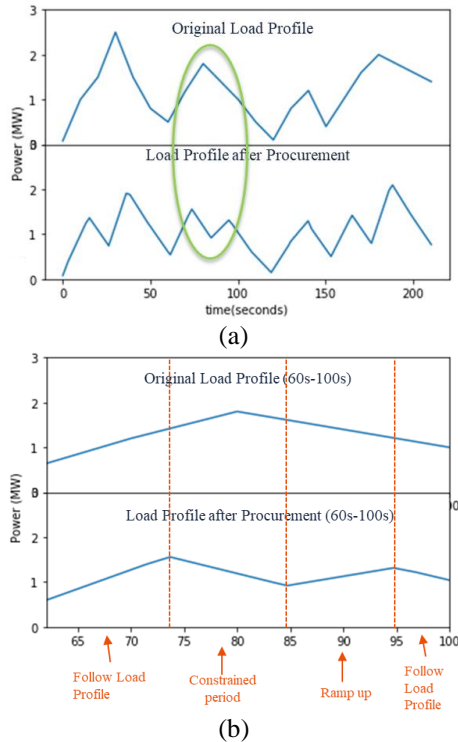 3
Original Load Profile
2
1
Power (MW)
0
3
Load Profile after Procurement
2
1
0
0 50 100 150 200
time(seconds)
(a)
3
Original Load Profile (60s-100s)
2
1
Power (MW)
0
3
Load Profile after Procurement (60s-100s)
2
1
0
65 70 75 80 85 90 95 100
Follow Load
Profile
Constrained
period
Ramp up
Follow
Load
Profile
(b)